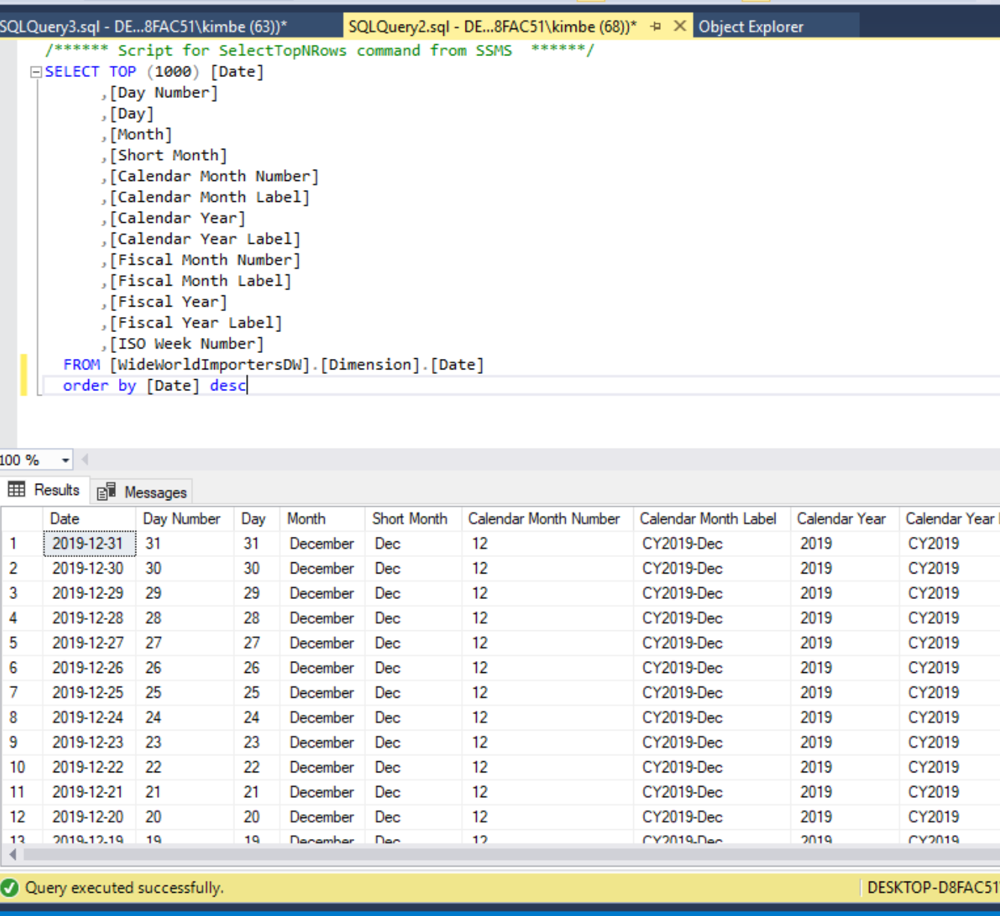 SQLQuery3.sql - DE...8FAC51\kimbe (63))* SQLQuery2.sql - DE...8FAC51\kimbe (68))* Object Explorer
/****** Script for SelectTopNRows command from SSMS ******/
SELECT TOP (1000) [Date]
,[Day Number]
,[Day]
,[Month]
,[Short Month]
,[Calendar Month Number]
,[Calendar Month Label]
,[Calendar Year]
,[Calendar Year Label]
,[Fiscal Month Number]
,[Fiscal Month Label]
,[Fiscal Year]
,[Fiscal Year Label]
,[ISO Week Number]
FROM [WideWorldImportersDW].[Dimension].[Date]
order by [Date] desc
100 %
Results Messages
Date Day Number Day Month Short Month Calendar Month Number Calendar Month Label Calendar Year Calendar Year
1 2019-12-31 31 31 December Dec 12 CY2019-Dec 2019 CY2019
2 2019-12-30 30 30 December Dec 12 CY2019-Dec 2019 CY2019
3 2019-12-29 29 29 December Dec 12 CY2019-Dec 2019 CY2019
4 2019-12-28 28 28 December Dec 12 CY2019-Dec 2019 CY2019
5 2019-12-27 27 27 December Dec 12 CY2019-Dec 2019 CY2019
6 2019-12-26 26 26 December Dec 12 CY2019-Dec 2019 CY2019
7 2019-12-25 25 25 December Dec 12 CY2019-Dec 2019 CY2019
8 2019-12-24 24 24 December Dec 12 CY2019-Dec 2019 CY2019
9 2019-12-23 23 23 December Dec 12 CY2019-Dec 2019 CY2019
10 2019-12-22 22 22 December Dec 12 CY2019-Dec 2019 CY2019
11 2019-12-21 21 21 December Dec 12 CY2019-Dec 2019 CY2019
12 2019-12-20 20 20 December Dec 12 CY2019-Dec 2019 CY2019
13 2019-12-19 19 19 December Dec 12 CY2019-Dec 2019 CY2019
Query executed successfully. DESKTOP-D8FAC51